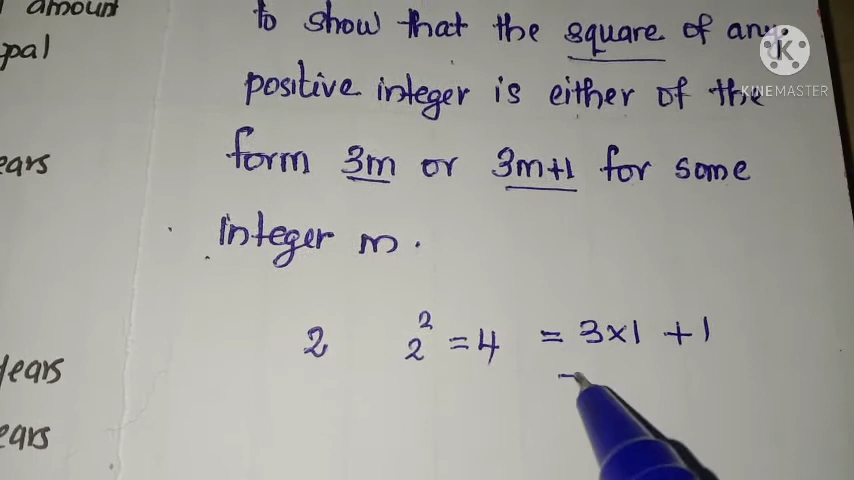 amount
pal
ears
years
ears
to show that the square of any
positive integer is either of the
form 3m or 3m+1 for some
integer m.
2 2² = 4 = 3×1 + 1
K
KINEMASTER